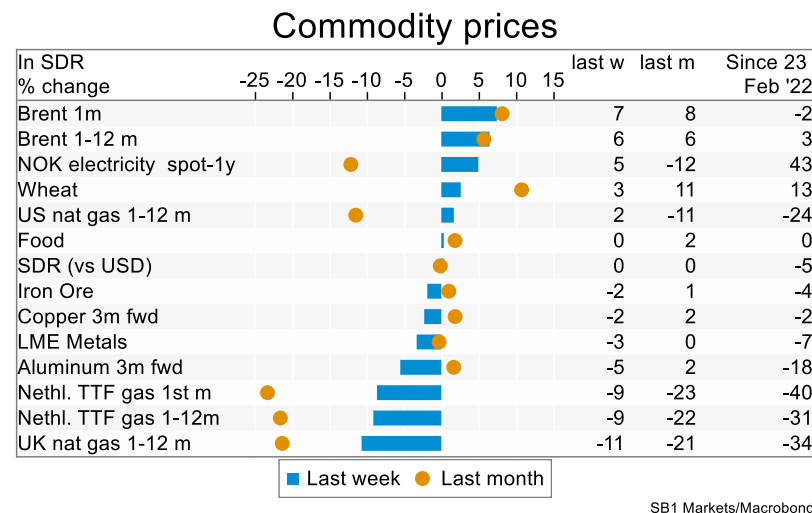 Commodity prices
In SDR last w last m Since 23
% change -25 -20 -15 -10 -5 0 5 10 15 Feb '22
Brent 1m 7 8 -2
Brent 1-12 m 6 6 3
NOK electricity spot-1y 5 -12 43
Wheat 3 11 13
US nat gas 1-12 m 2 -11 -24
Food 0 2 0
SDR (vs USD) 0 0 -5
Iron Ore -2 1 -4
Copper 3m fwd -2 2 -2
LME Metals -3 0 -7
Aluminum 3m fwd -5 2 -18
Nethl. TTF gas 1st m -9 -23 -40
Nethl. TTF gas 1-12m -9 -22 -31
UK nat gas 1-12 m -11 -21 -34
Last week Last month
SB1 Markets/Macrobond